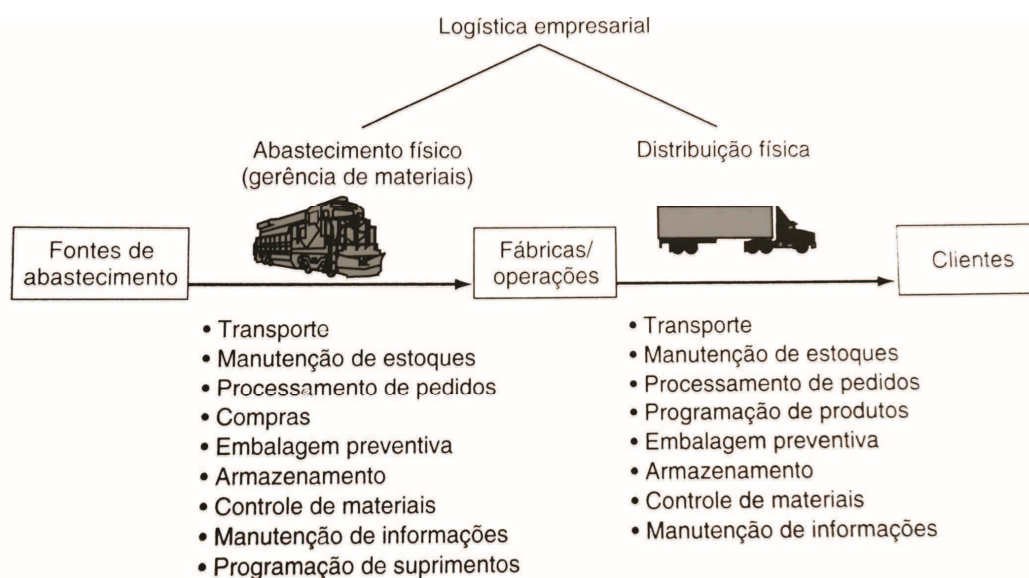 Logística empresarial
Abastecimento físico
(gerência de materiais)
Distribuição física
Fontes de
abastecimento
Fábricas/
operações
Clientes
• Transporte
• Manutenção de estoques
• Processamento de pedidos
• Compras
• Embalagem preventiva
• Armazenamento
• Controle de materiais
• Manutenção de informações
• Programação de suprimentos
• Transporte
• Manutenção de estoques
• Processamento de pedidos
• Programação de produtos
• Embalagem preventiva
• Armazenamento
• Controle de materiais
• Manutenção de informações